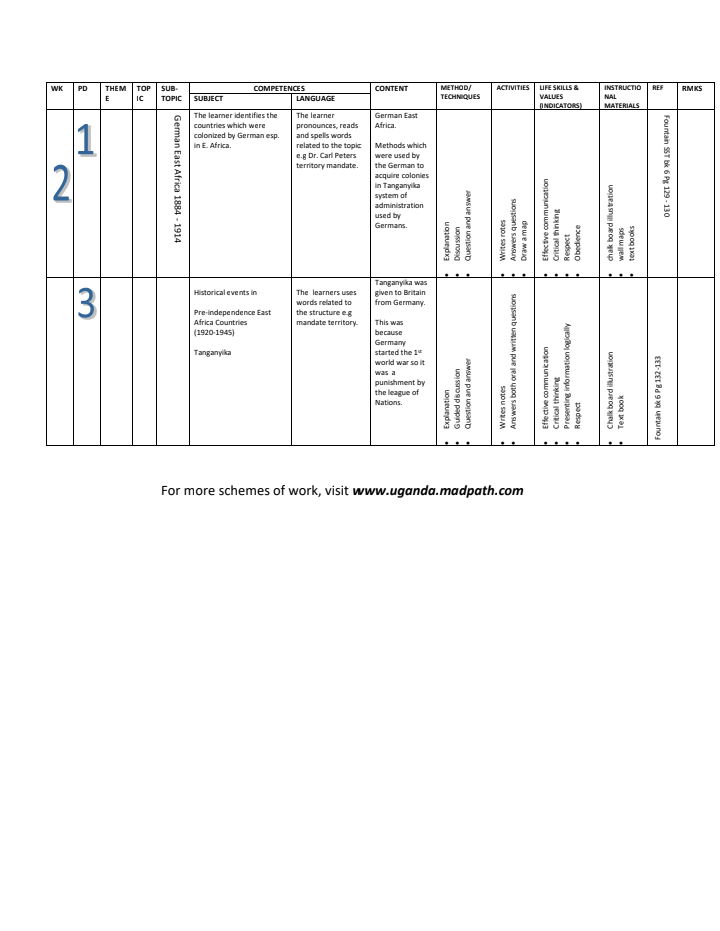 WK PD THEM TOP SUB- COMPETENCES CONTENT METHOD/ ACTIVITIES LIFE SKILLS & INSTRUCTIO REF RMKS
E IC TOPIC SUBJECT LANGUAGE TECHNIQUES VALUES NAL
(INDICATORS) MATERIALS
2
1
German East Africa 1884 - 1914
The learner identifies the
countries which were
colonized by German esp.
in E. Africa.
The learner
pronounces, reads
and spells words
related to the topic
e.g Dr. Carl Peters
territory mandate.
German East
Africa.
Methods which
were used by
the German to
acquire colonies
in Tanganyika
system of
administration
used by
Germans.
• Explanation
• Discussion
• Question and answer
• Writes notes
• Answers questions
• Draw a map
• Effective communication
• Critical thinking
• Respect
• Obedience
• chalk board illustration
• wall maps
• text books
Fountain SST bk 6 Pg 129 - 130
3
Historical events in
Pre-independence East
Africa Countries
(1920-1945)
Tanganyika
The learners uses
words related to
the structure e.g
mandate territory.
Tanganyika was
given to Britain
from Germany.
This was
because
Germany
started the 1st
world war so it
was a
punishment by
the league of
Nations.
• Explanation
• Guided discussion
• Question and answer
• Writes notes
• Answers both oral and written questions
• Effective communication
• Critical thinking
• Presenting information logically
• Respect
• Chalk board illustration
• Text book
Fountain bk 6 Pg 132-133
For more schemes of work, visit www.uganda.madpath.com